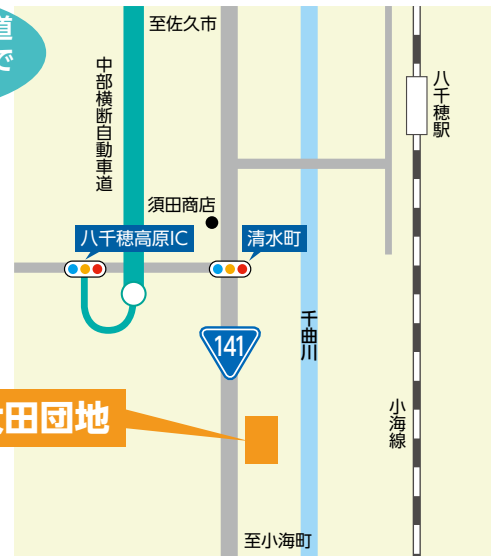 道
で
至佐久市
中部横断自動車道
八千穂駅
須田商店
八千穂高原IC
清水町
141
千曲川
田団地
小海線
至小海町